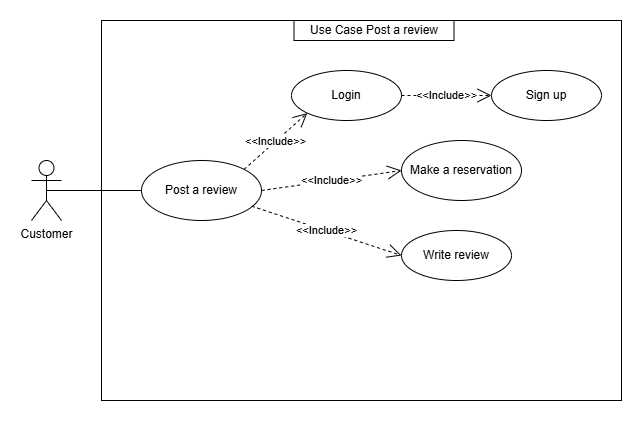 Use Case Post a review
Login
<<Include>>
Sign up
<<Include>>
Post a review
<<Include>>
Make a reservation
Customer
<<Include>>
Write review